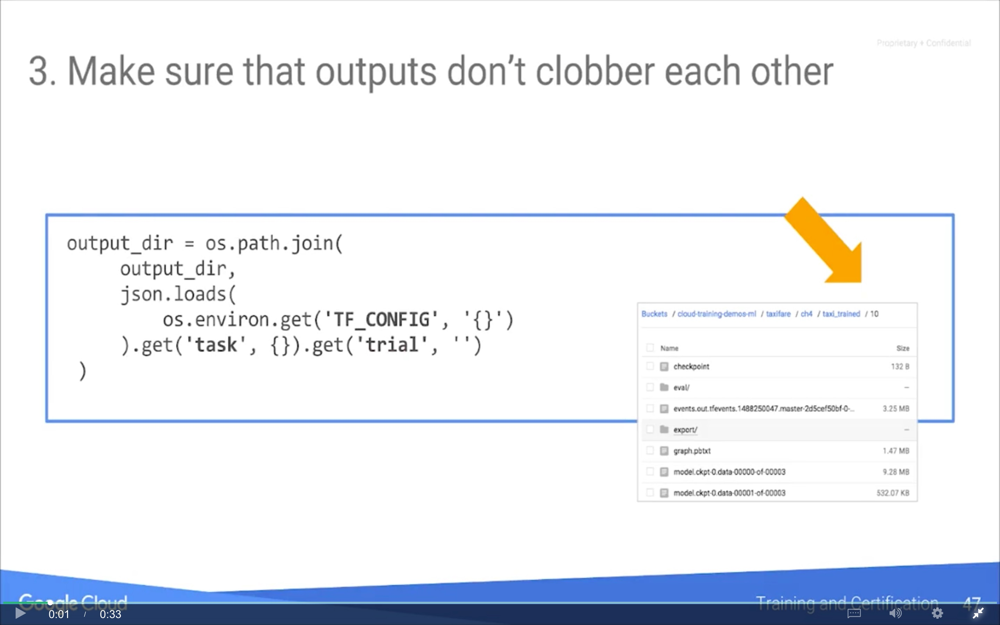 Proprietary + Confidential
3. Make sure that outputs don’t clobber each other
output_dir = os.path.join(
output_dir,
json.loads(
os.environ.get('TF_CONFIG', '{}')
).get('task', {}).get('trial', '')
)
Buckets / cloud-training-demos-ml / taxifare / ch4 / taxi_trained / 10
Name Size
checkpoint 132 B
eval/ –
events.out.tfevents.1488250047.master-2d5cef50bf-0-... 3.25 MB
export/ –
graph.pbtxt 1.47 MB
model.ckpt-0.data-00000-of-00003 9.28 MB
model.ckpt-0.data-00001-of-00003 532.07 KB
Google Cloud Training and Certification 47
0:01 / 0:33